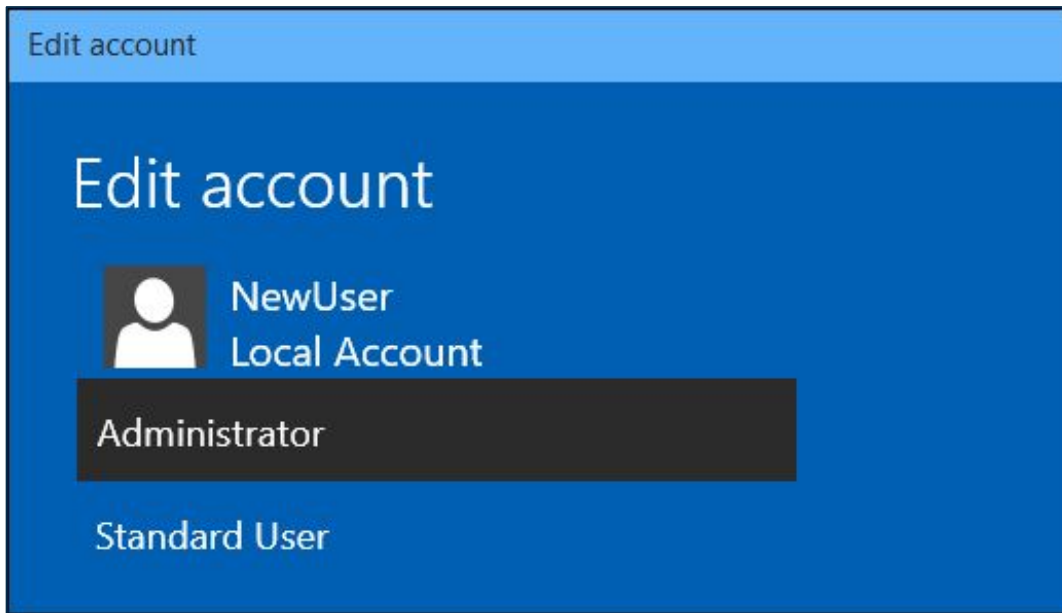 Edit account
Edit account
NewUser
Local Account
Administrator
Standard User